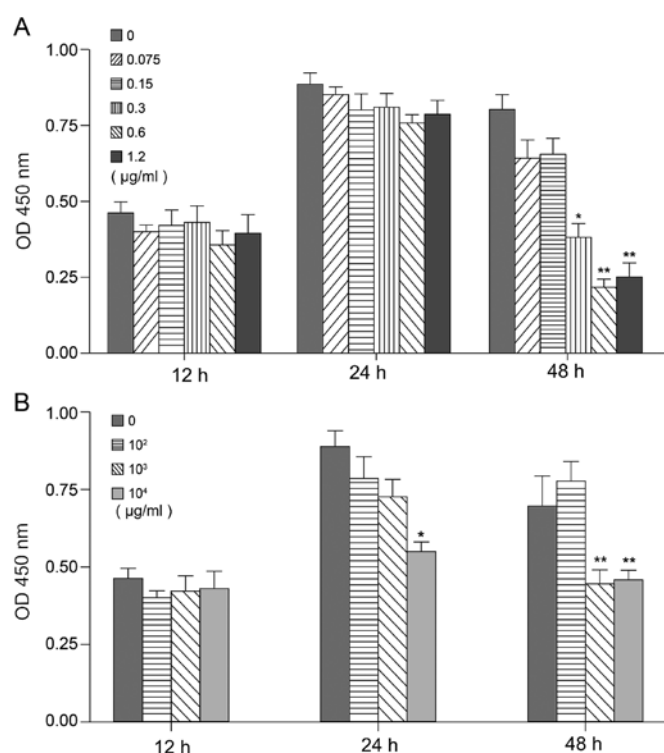 A
1.00
0.75
0.50
0.25
0.00
OD 450 nm
0
0.075
0.15
0.3
0.6
1.2
( µg/ml )
*
**
**
12 h
24 h
48 h
B
1.00
0.75
0.50
0.25
0.00
OD 450 nm
0
10²
10³
10⁴
( µg/ml )
*
**
**
12 h
24 h
48 h